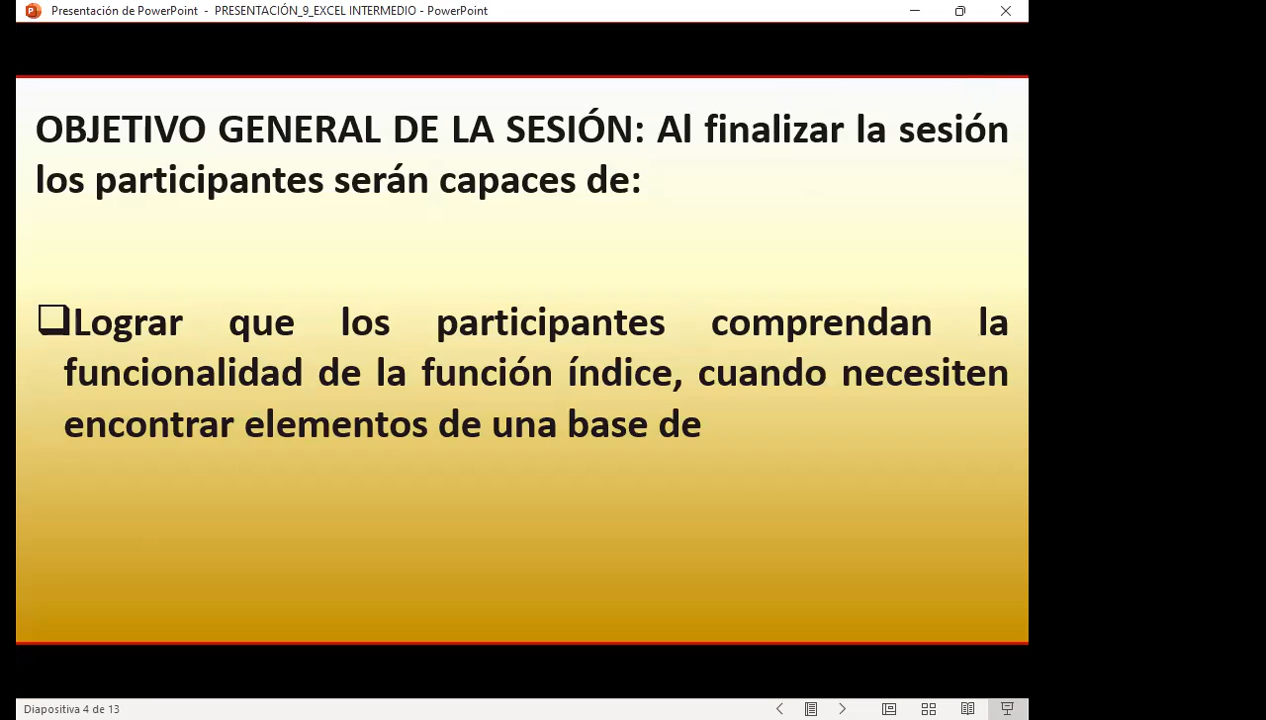 Presentación de PowerPoint - PRESENTACIÓN_9_EXCEL INTERMEDIO - PowerPoint
OBJETIVO GENERAL DE LA SESIÓN: Al finalizar la sesión
los participantes serán capaces de:
Lograr que los participantes comprendan la
funcionalidad de la función índice, cuando necesiten
encontrar elementos de una base de
Diapositiva 4 de 13